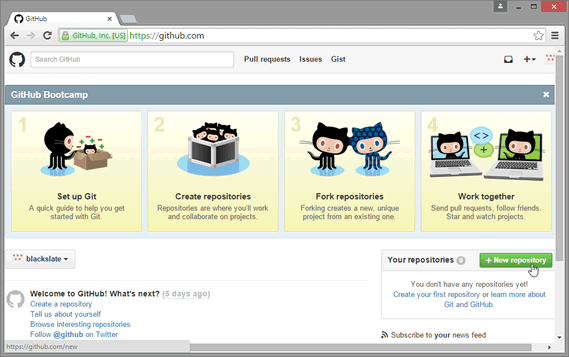 GitHub
GitHub, Inc. [US] https://github.com
Search GitHub
Pull requests Issues Gist
GitHub Bootcamp
1
2
3
4
Set up Git
A quick guide to help you get
started with Git.
Create repositories
Repositories are where you'll work
and collaborate on projects.
Fork repositories
Forking creates a new, unique
project from an existing one.
Work together
Send pull requests, follow friends.
Star and watch projects.
blackslate
Your repositories 0
New repository
You don't have any repositories yet!
Create your first repository or learn more about
Git and GitHub.
Welcome to GitHub! What's next? (5 days ago)
Create a repository
Tell us about yourself
Browse interesting repositories
Follow @github on Twitter
Subscribe to your news feed
https://github.com/new